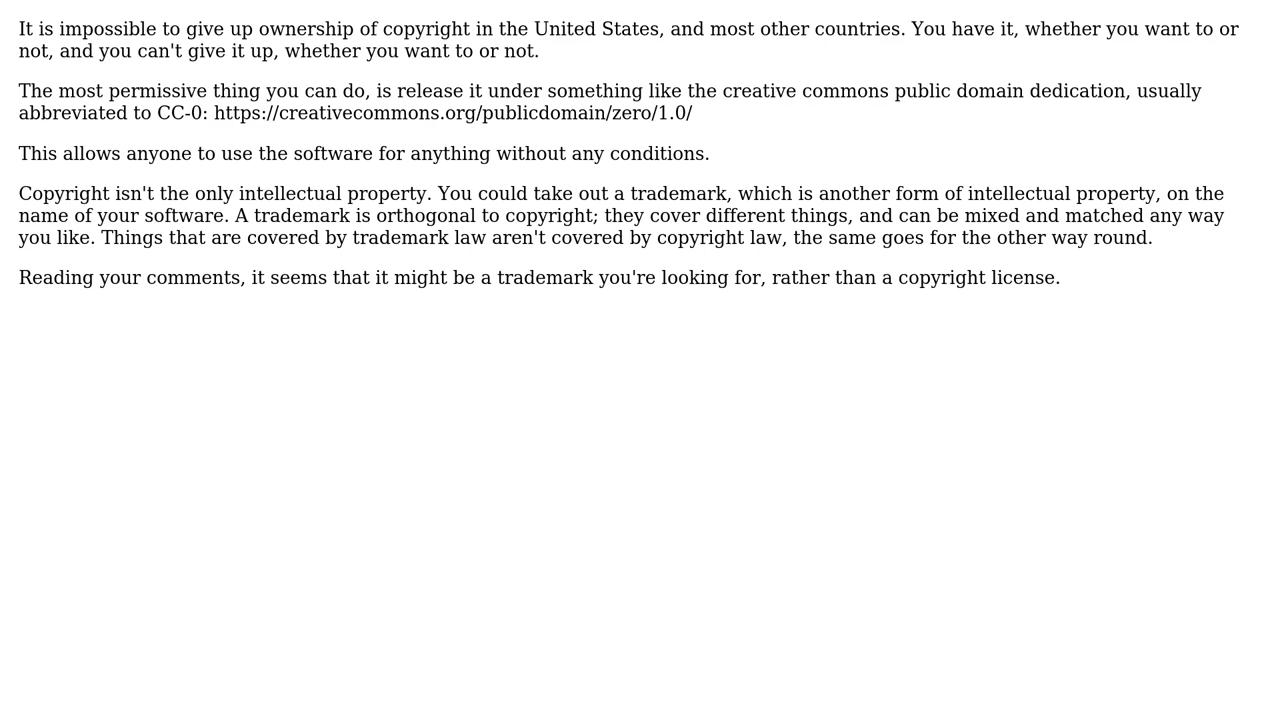 It is impossible to give up ownership of copyright in the United States, and most other countries. You have it, whether you want to or
not, and you can't give it up, whether you want to or not.
The most permissive thing you can do, is release it under something like the creative commons public domain dedication, usually
abbreviated to CC-0: https://creativecommons.org/publicdomain/zero/1.0/
This allows anyone to use the software for anything without any conditions.
Copyright isn't the only intellectual property. You could take out a trademark, which is another form of intellectual property, on the
name of your software. A trademark is orthogonal to copyright; they cover different things, and can be mixed and matched any way
you like. Things that are covered by trademark law aren't covered by copyright law, the same goes for the other way round.
Reading your comments, it seems that it might be a trademark you're looking for, rather than a copyright license.